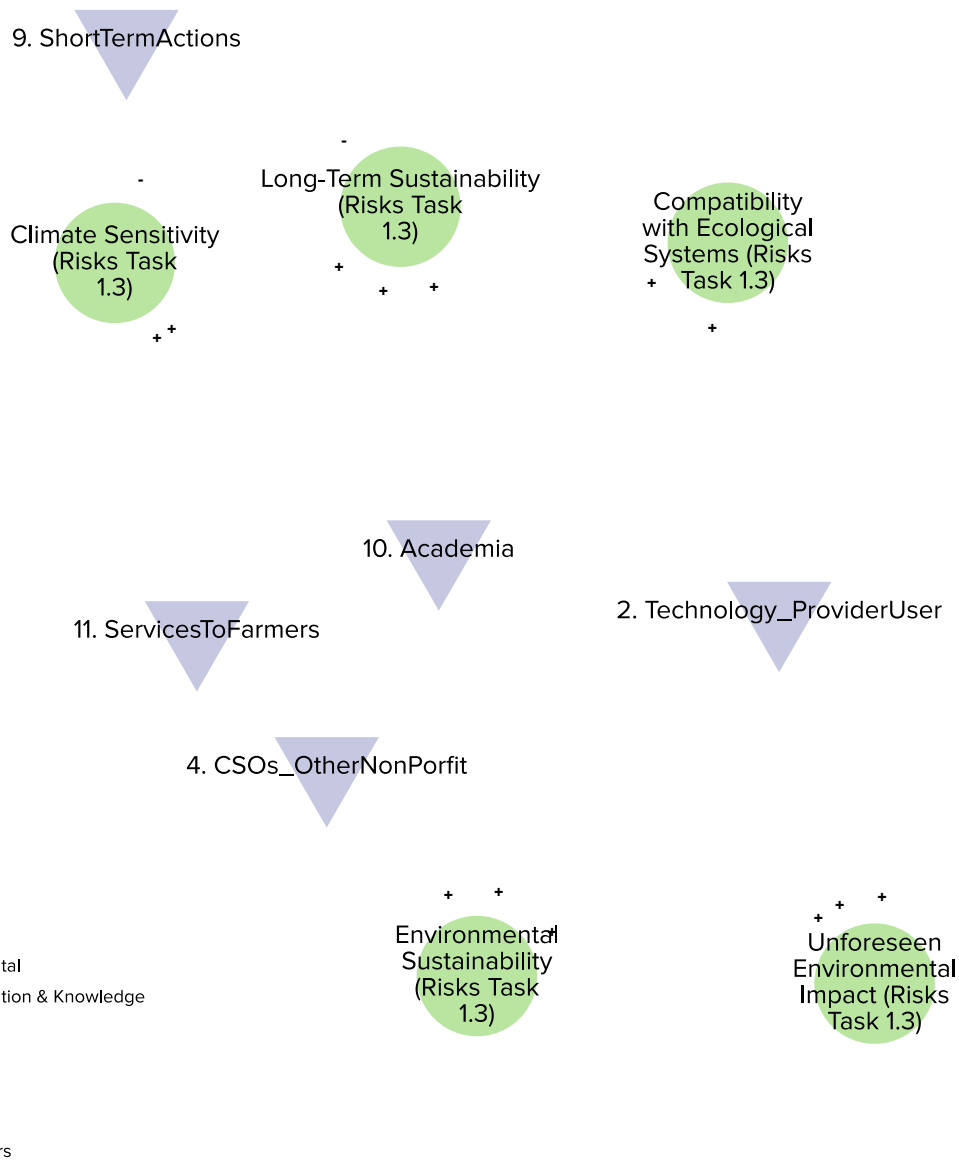 9. ShortTermActions
-
-
Long-Term Sustainability
(Risks Task
1.3)
Climate Sensitivity
(Risks Task
1.3)
Compatibility
with Ecological
Systems (Risks
Task 1.3)
+
+
+
+
+
+
+
+
10. Academia
2. Technology_ProviderUser
11. ServicesToFarmers
4. CSOs_OtherNonPorfit
+
+
+
Environmental
Sustainability
(Risks Task
1.3)
+
+
+
Unforeseen
Environmental
Impact (Risks
Task 1.3)
tal
tion & Knowledge
rs